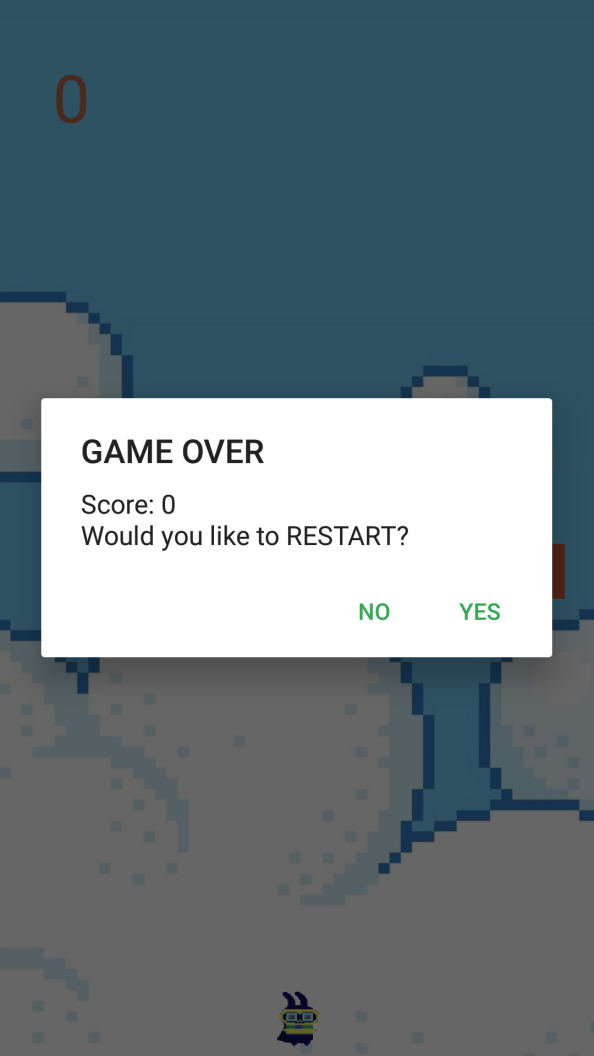 0
GAME OVER
Score: 0
Would you like to RESTART?
NO YES